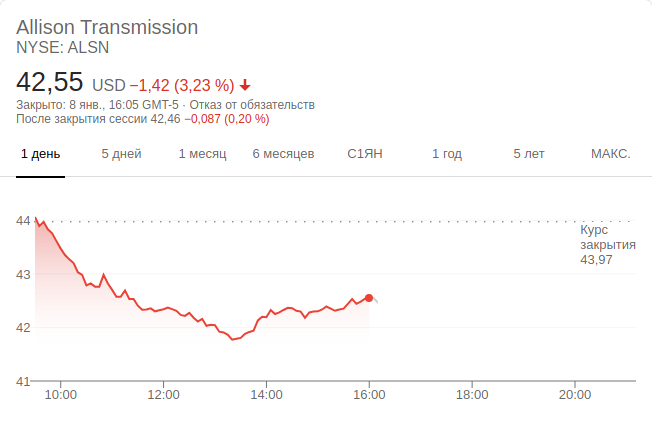 Allison Transmission
NYSE: ALSN
42,55 USD −1,42 (3,23 %)
Закрыто: 8 янв., 16:05 GMT-5 · Отказ от обязательств
После закрытия сессии 42,46 −0,087 (0,20 %)
1 день 5 дней 1 месяц 6 месяцев С1ЯН 1 год 5 лет МАКС.
44
Курс
закрытия
43,97
43
42
41
10:00 12:00 14:00 16:00 18:00 20:00